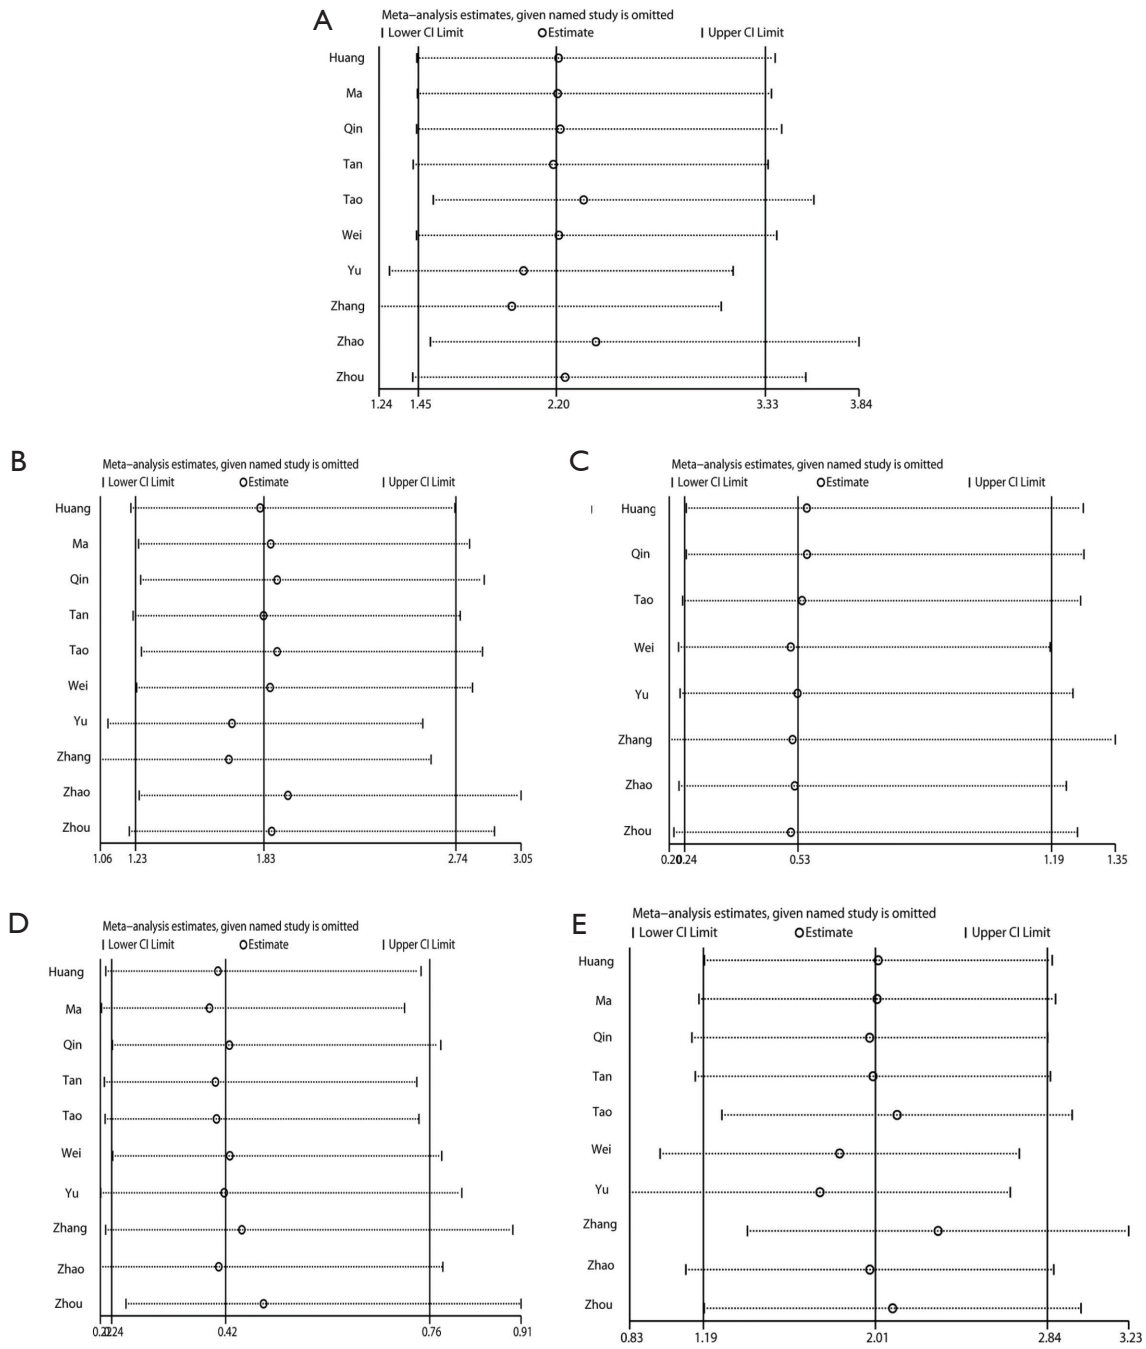 A
Meta−analysis estimates, given named study is omitted
Lower CI Limit Estimate Upper CI Limit
Huang
Ma
Qin
Tan
Tao
Wei
Yu
Zhang
Zhao
Zhou
1.24 1.45 2.20 3.33 3.84
B
Meta−analysis estimates, given named study is omitted
Lower CI Limit Estimate Upper CI Limit
Huang
Ma
Qin
Tan
Tao
Wei
Yu
Zhang
Zhao
Zhou
1.06 1.23 1.83 2.74 3.05
C
Meta−analysis estimates, given named study is omitted
Lower CI Limit Estimate Upper CI Limit
Huang
Qin
Tao
Wei
Yu
Zhang
Zhao
Zhou
0.20 0.24 0.53 1.19 1.35
D
Meta−analysis estimates, given named study is omitted
Lower CI Limit Estimate Upper CI Limit
Huang
Ma
Qin
Tan
Tao
Wei
Yu
Zhang
Zhao
Zhou
0.42 0.76 0.91
E
Meta−analysis estimates, given named study is omitted
Lower CI Limit Estimate Upper CI Limit
Huang
Ma
Qin
Tan
Tao
Wei
Yu
Zhang
Zhao
Zhou
0.83 1.19 2.01 2.84 3.23